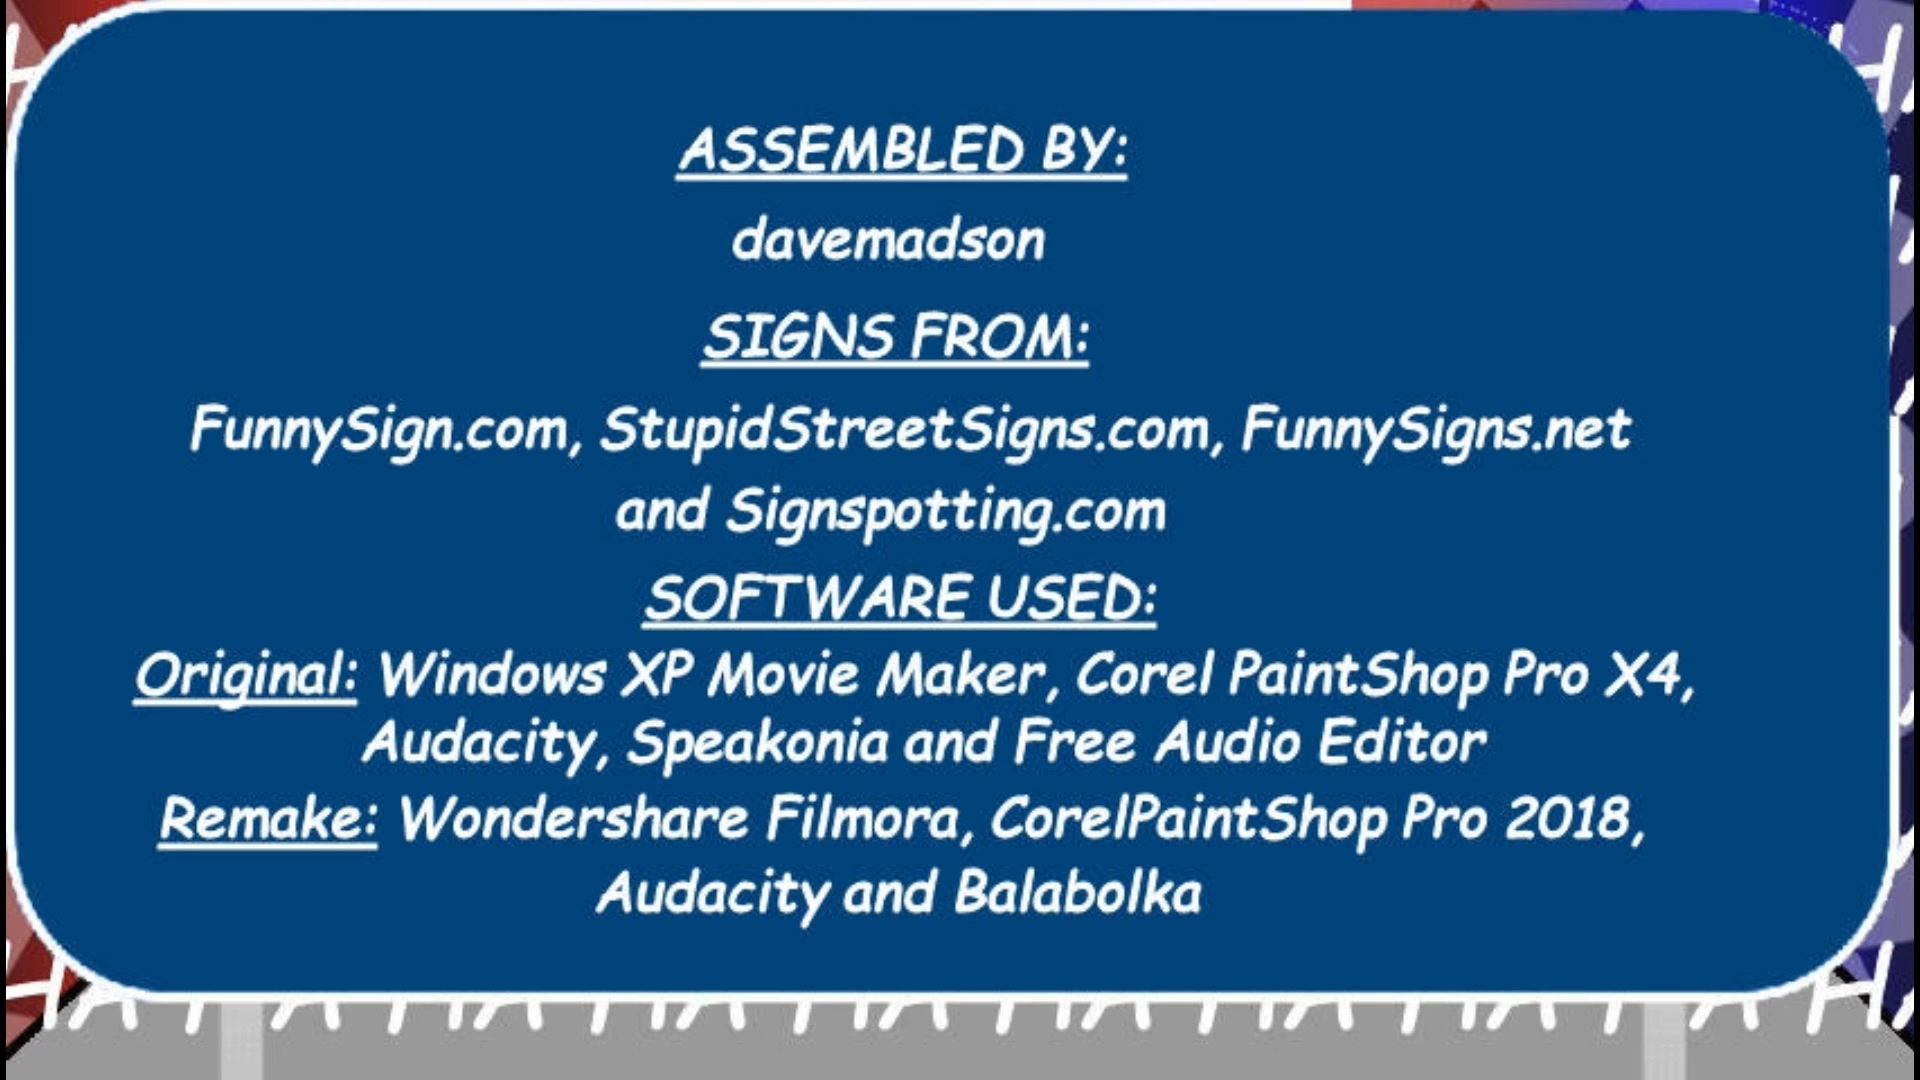 ASSEMBLED BY:
davemadson
SIGNS FROM:
FunnySign.com, StupidStreetSigns.com, FunnySigns.net
and Signspotting.com
SOFTWARE USED:
Original: Windows XP Movie Maker, Corel PaintShop Pro X4,
Audacity, Speakonia and Free Audio Editor
Remake: Wondershare Filmora, CorelPaintShop Pro 2018,
Audacity and Balabolka